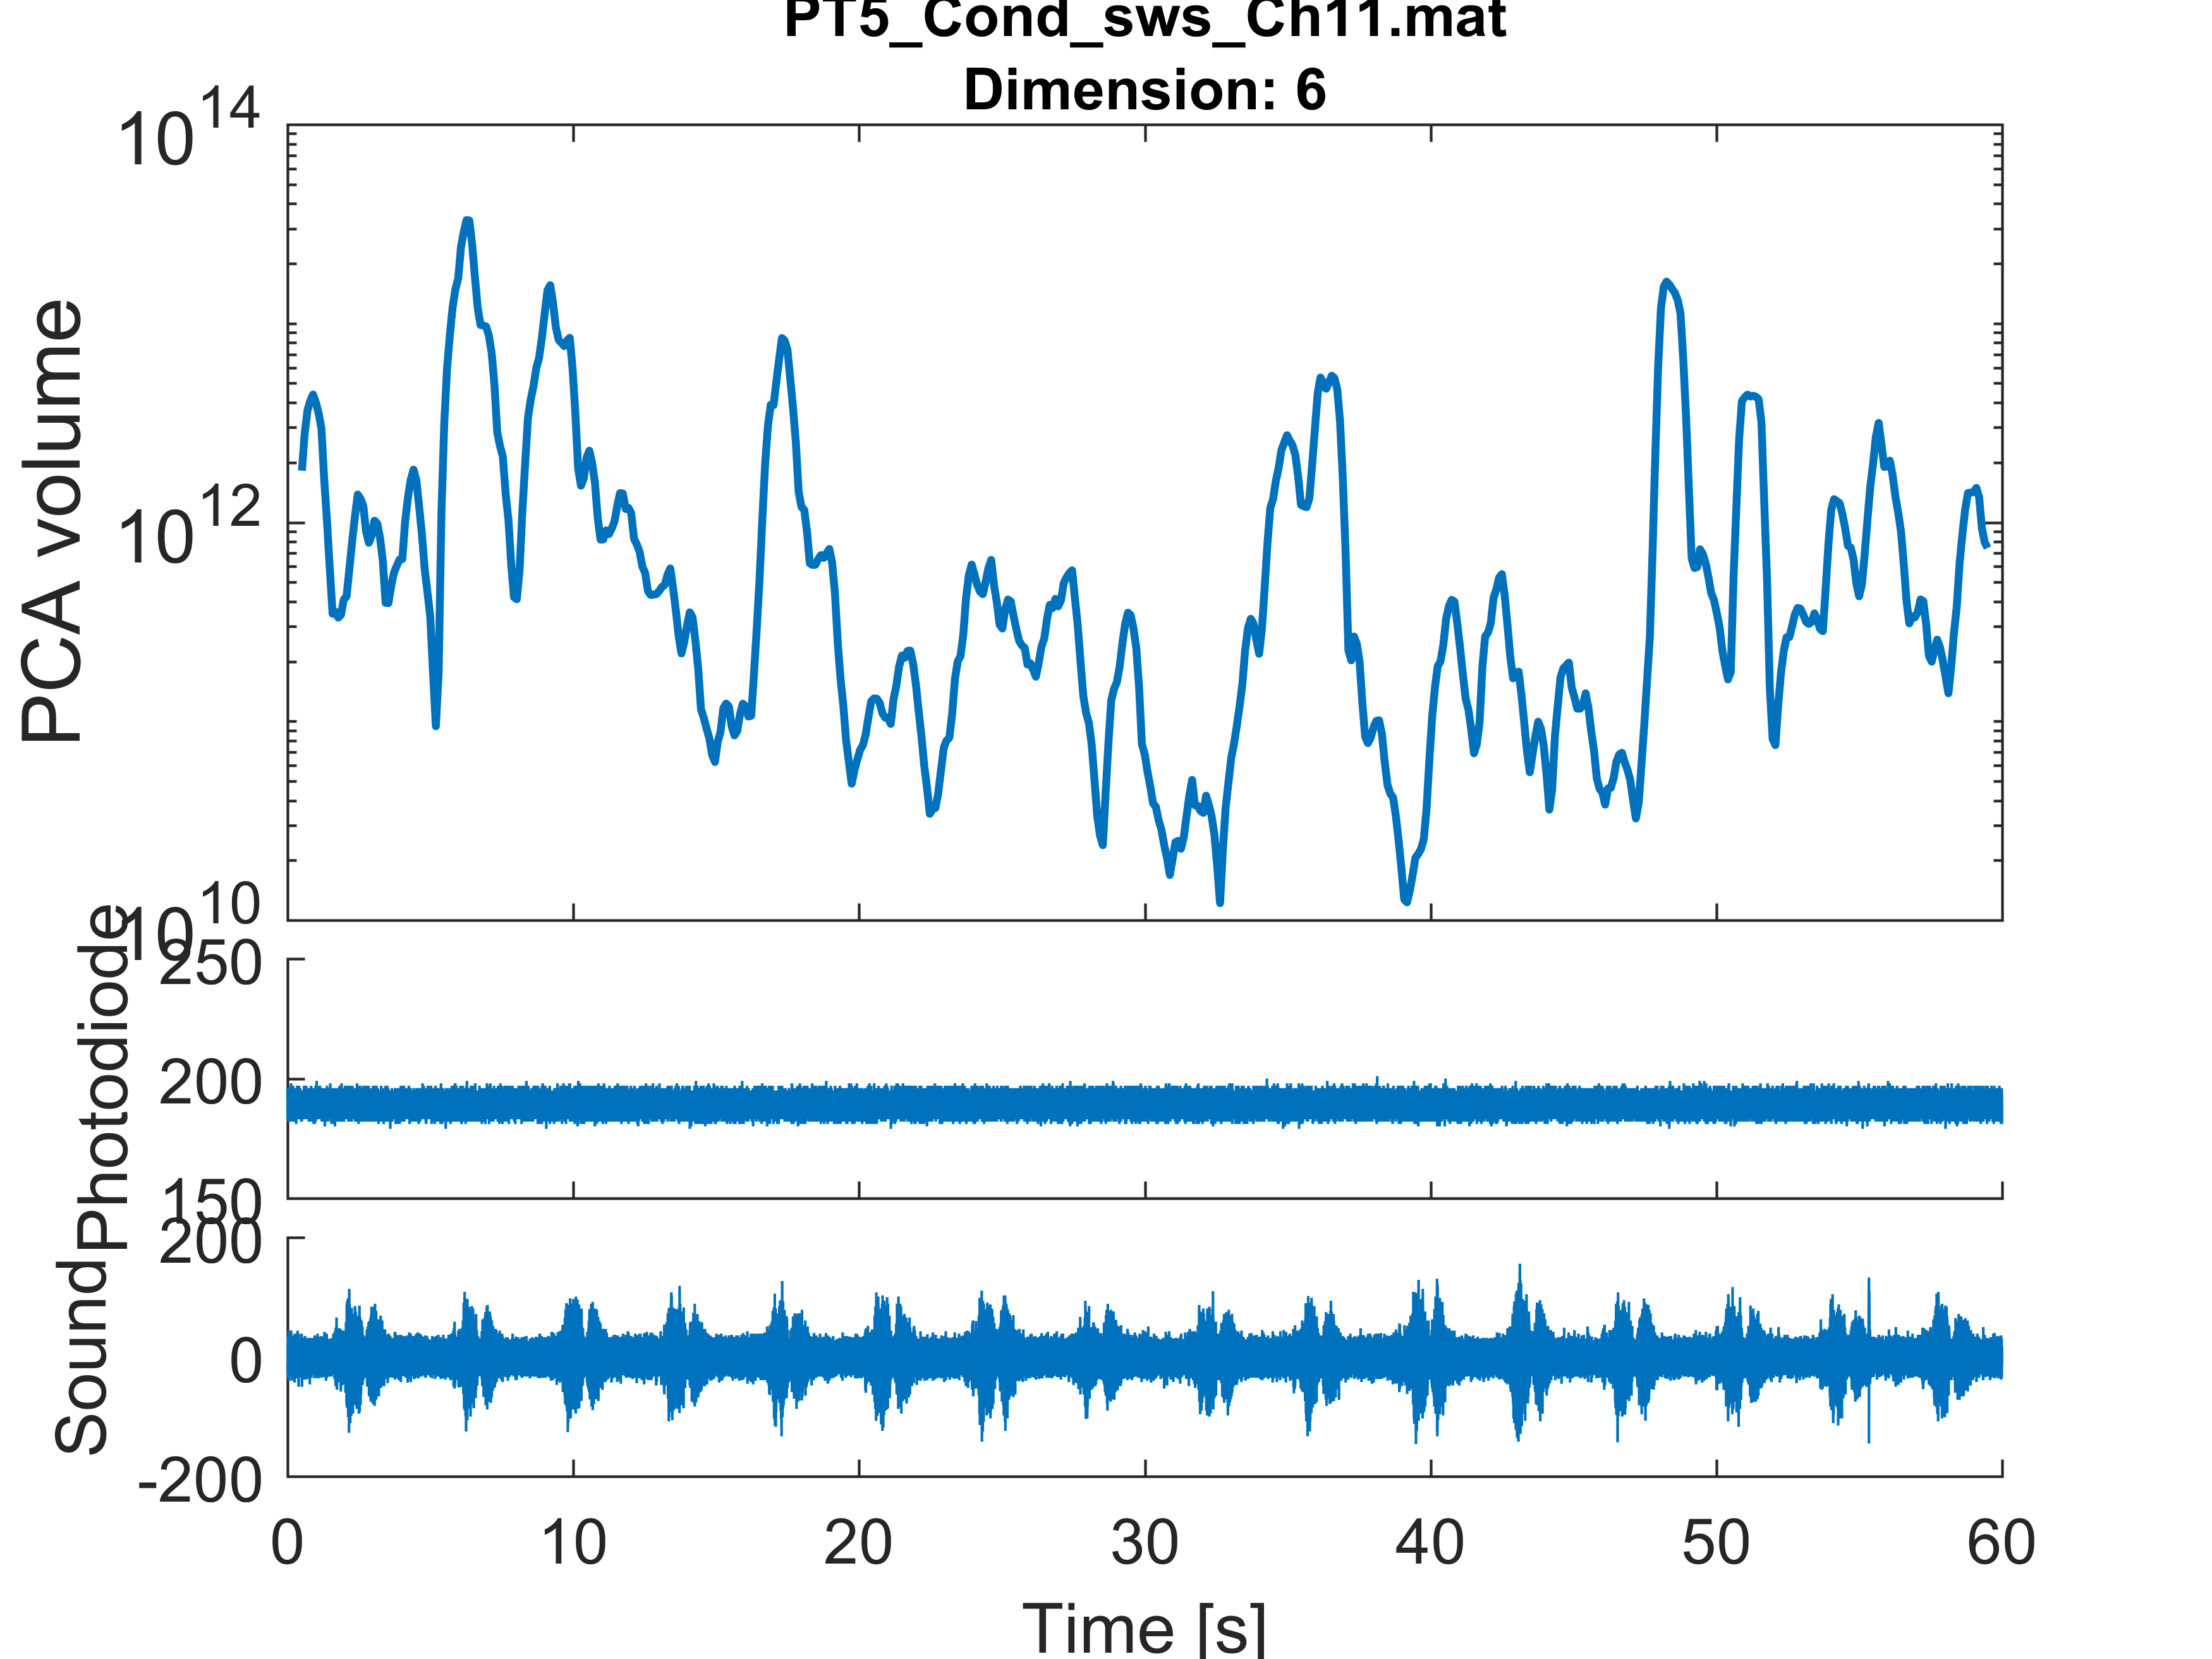 PT5_Cond_sws_Ch11.mat
Dimension: 6
PCA volume
10^14
10^12
10^10
Photodiode
250
200
150
Sound
200
0
-200
0 10 20 30 40 50 60
Time [s]